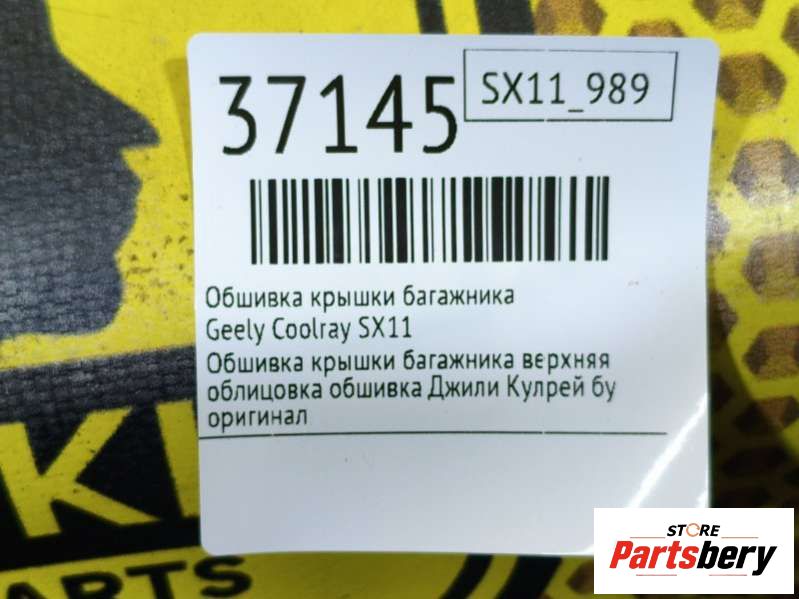 37145
SX11_989
Обшивка крышки багажника
Geely Coolray SX11
Обшивка крышки багажника верхняя
облицовка обшивка Джили Кулрей бу
оригинал
STORE
Partsbery